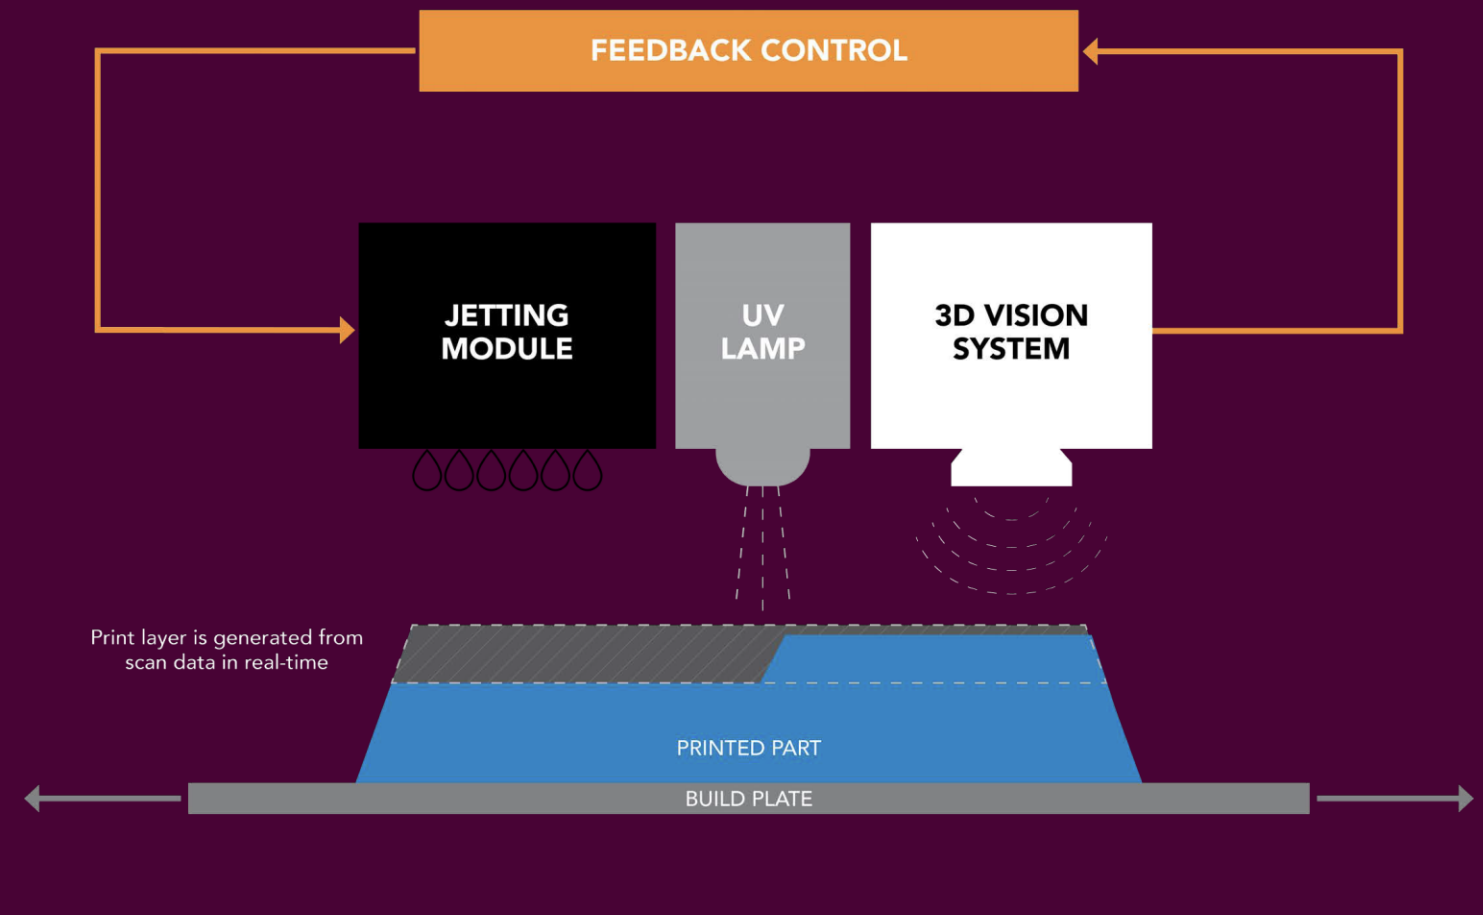 FEEDBACK CONTROL
JETTING
MODULE
UV
LAMP
3D VISION
SYSTEM
Print layer is generated from
scan data in real-time
PRINTED PART
BUILD PLATE